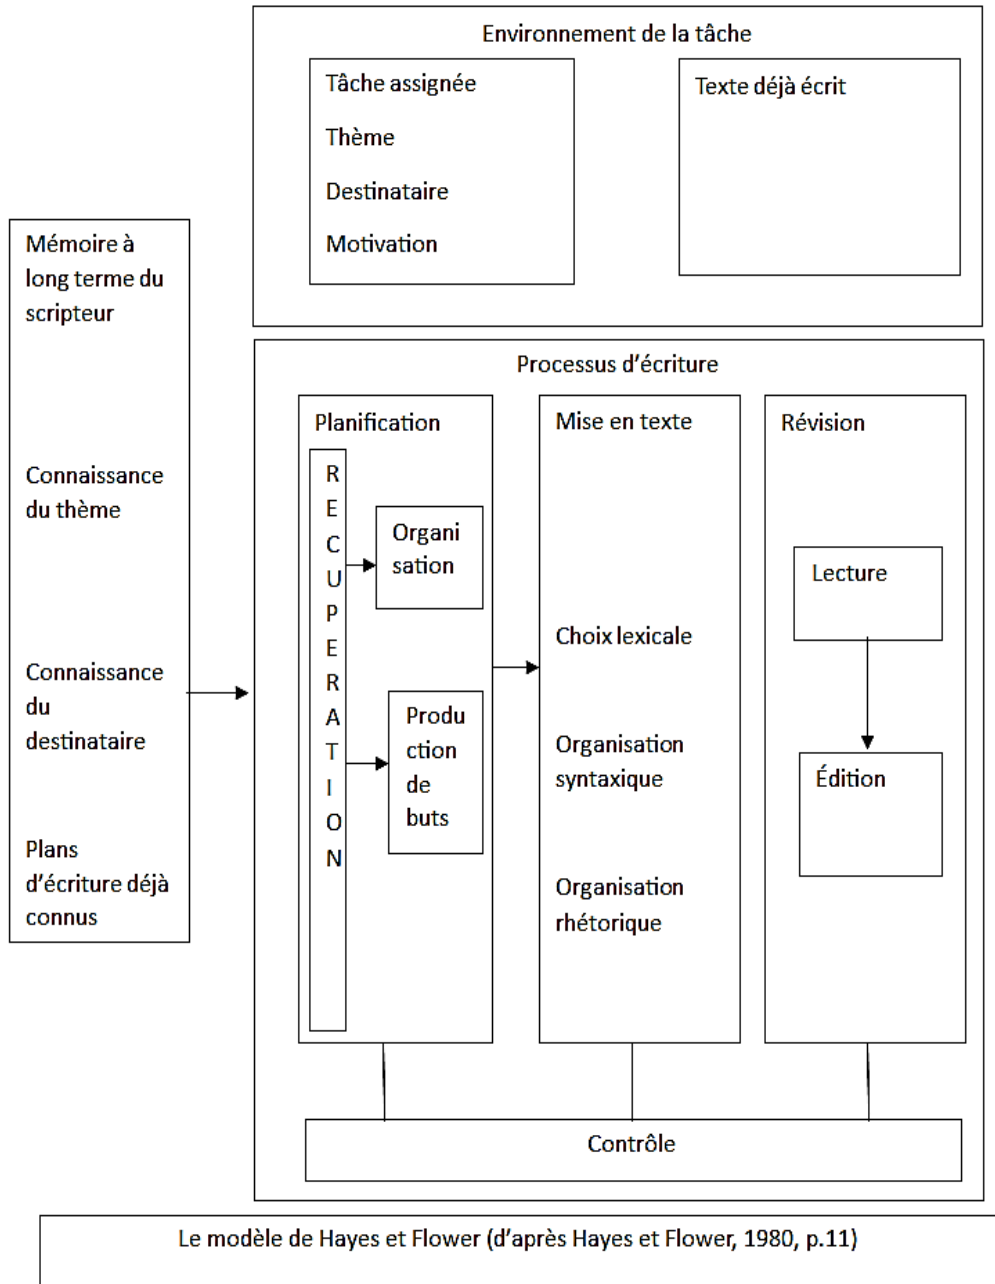 Environnement de la tâche
Tâche assignée
Thème
Destinataire
Motivation
Texte déjà écrit
Mémoire à
long terme du
scripteur
Connaissance
du thème
Connaissance
du
destinataire
Plans
d'écriture déjà
connus
Processus d'écriture
Planification
R
E
C
U
P
E
R
A
T
I
O
N
Organi
sation
Produ
ction
de
buts
Mise en texte
Choix lexicale
Organisation
syntaxique
Organisation
rhétorique
Révision
Lecture
Édition
Contrôle
Le modèle de Hayes et Flower (d'après Hayes et Flower, 1980, p.11)